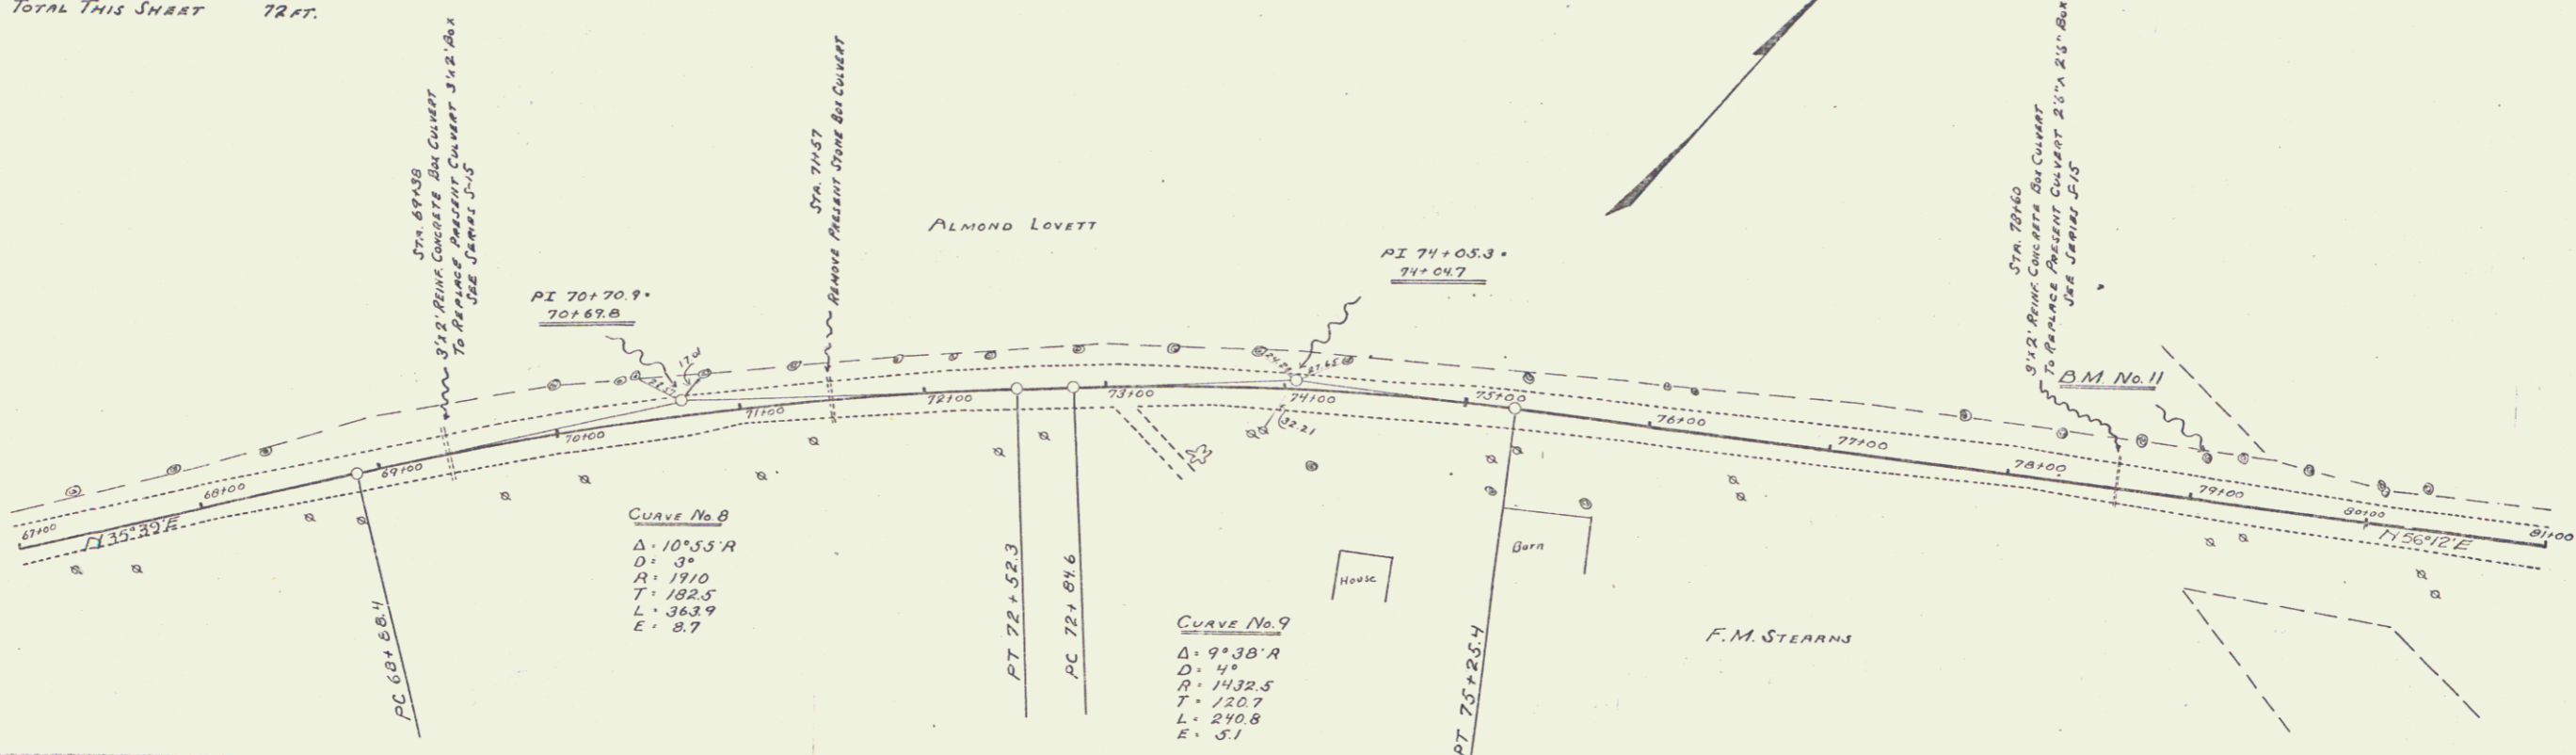 TOTAL THIS SHEET 72 FT.
STA. 69+38
3'x2' REINF. CONCRETE BOX CULVERT
TO REPLACE PRESENT CULVERT 3'x2' BOX
SEE SERIES S-15
STA. 71+57
REMOVE PRESENT STONE BOX CULVERT
ALMOND LOVETT
PI 70+70.9
70+69.8
PI 74+05.3
74+04.7
STA. 78+60
3'x2' REINF. CONCRETE BOX CULVERT
TO REPLACE PRESENT CULVERT 2'6" x 2'6" BOX
SEE SERIES S-15
B.M. No. 11
32.21
67+00
68+00
69+00
70+00
71+00
72+00
73+00
74+00
75+00
76+00
77+00
78+00
79+00
80+00
81+00
N 35°39'E
N 56°12'E
PC 68+88.4
CURVE No. 8
Δ = 10°55'R
D = 3°
R = 1910
T = 182.5
L = 363.9
E = 8.7
PT 72+52.3
PC 72+84.6
CURVE No. 9
Δ = 9°38'R
D = 4°
R = 1432.5
T = 120.7
L = 240.8
E = 5.1
House
Barn
PT 75+25.4
F.M. STEARNS